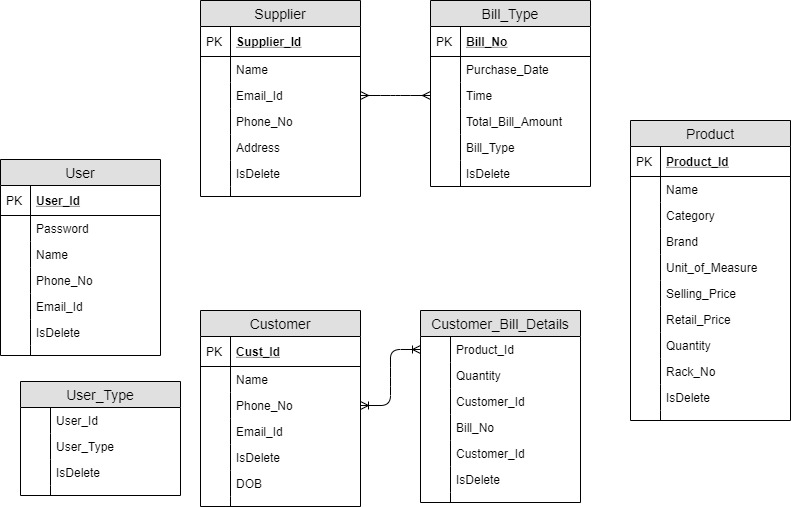 Supplier
PK Supplier_Id
Name
Email_Id
Phone_No
Address
IsDelete
Bill_Type
PK Bill_No
Purchase_Date
Time
Total_Bill_Amount
Bill_Type
IsDelete
Product
PK Product_Id
Name
Category
Brand
Unit_of_Measure
Selling_Price
Retail_Price
Quantity
Rack_No
IsDelete
User
PK User_Id
Password
Name
Phone_No
Email_Id
IsDelete
Customer
PK Cust_Id
Name
Phone_No
Email_Id
IsDelete
DOB
Customer_Bill_Details
Product_Id
Quantity
Customer_Id
Bill_No
Customer_Id
IsDelete
User_Type
User_Id
User_Type
IsDelete